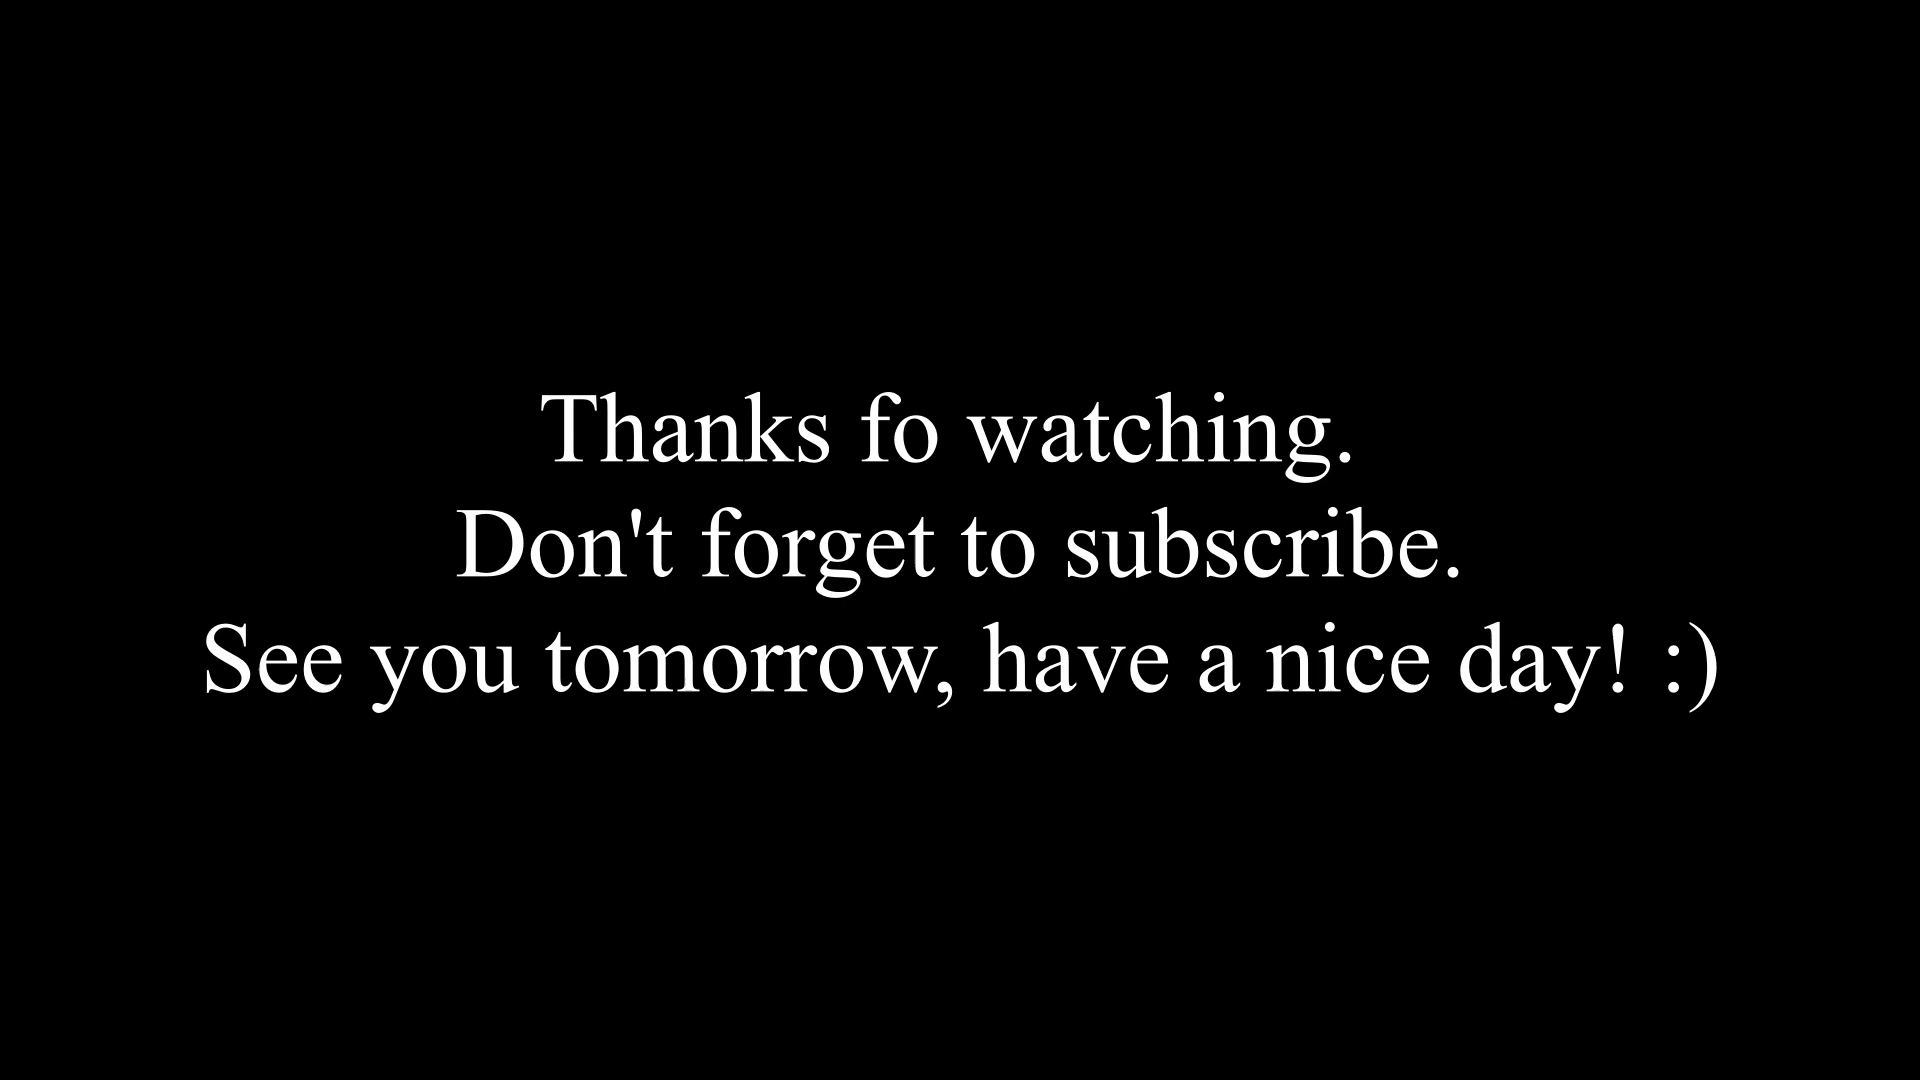 Thanks fo watching.
Don't forget to subscribe.
See you tomorrow, have a nice day! :)